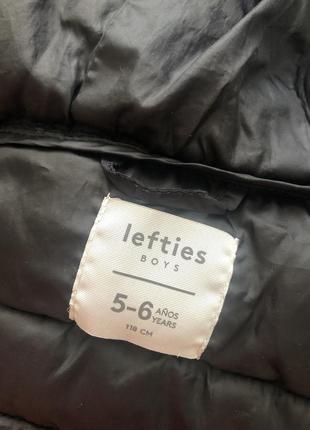 lefties
BOYS
5-6 AÑOS
YEARS
118 CM